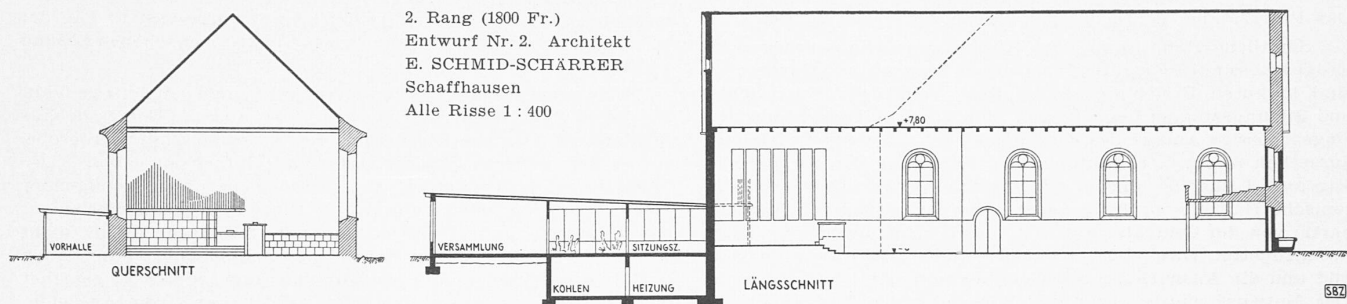 2. Rang (1800 Fr.)
Entwurf Nr. 2. Architekt
E. SCHMID-SCHÄRRER
Schaffhausen
Alle Risse 1 : 400
VORHALLE
QUERSCHNITT
+7,80
VERSAMMLUNG
SITZUNGSZ.
KOHLEN
HEIZUNG
LÄNGSSCHNITT
SBZ